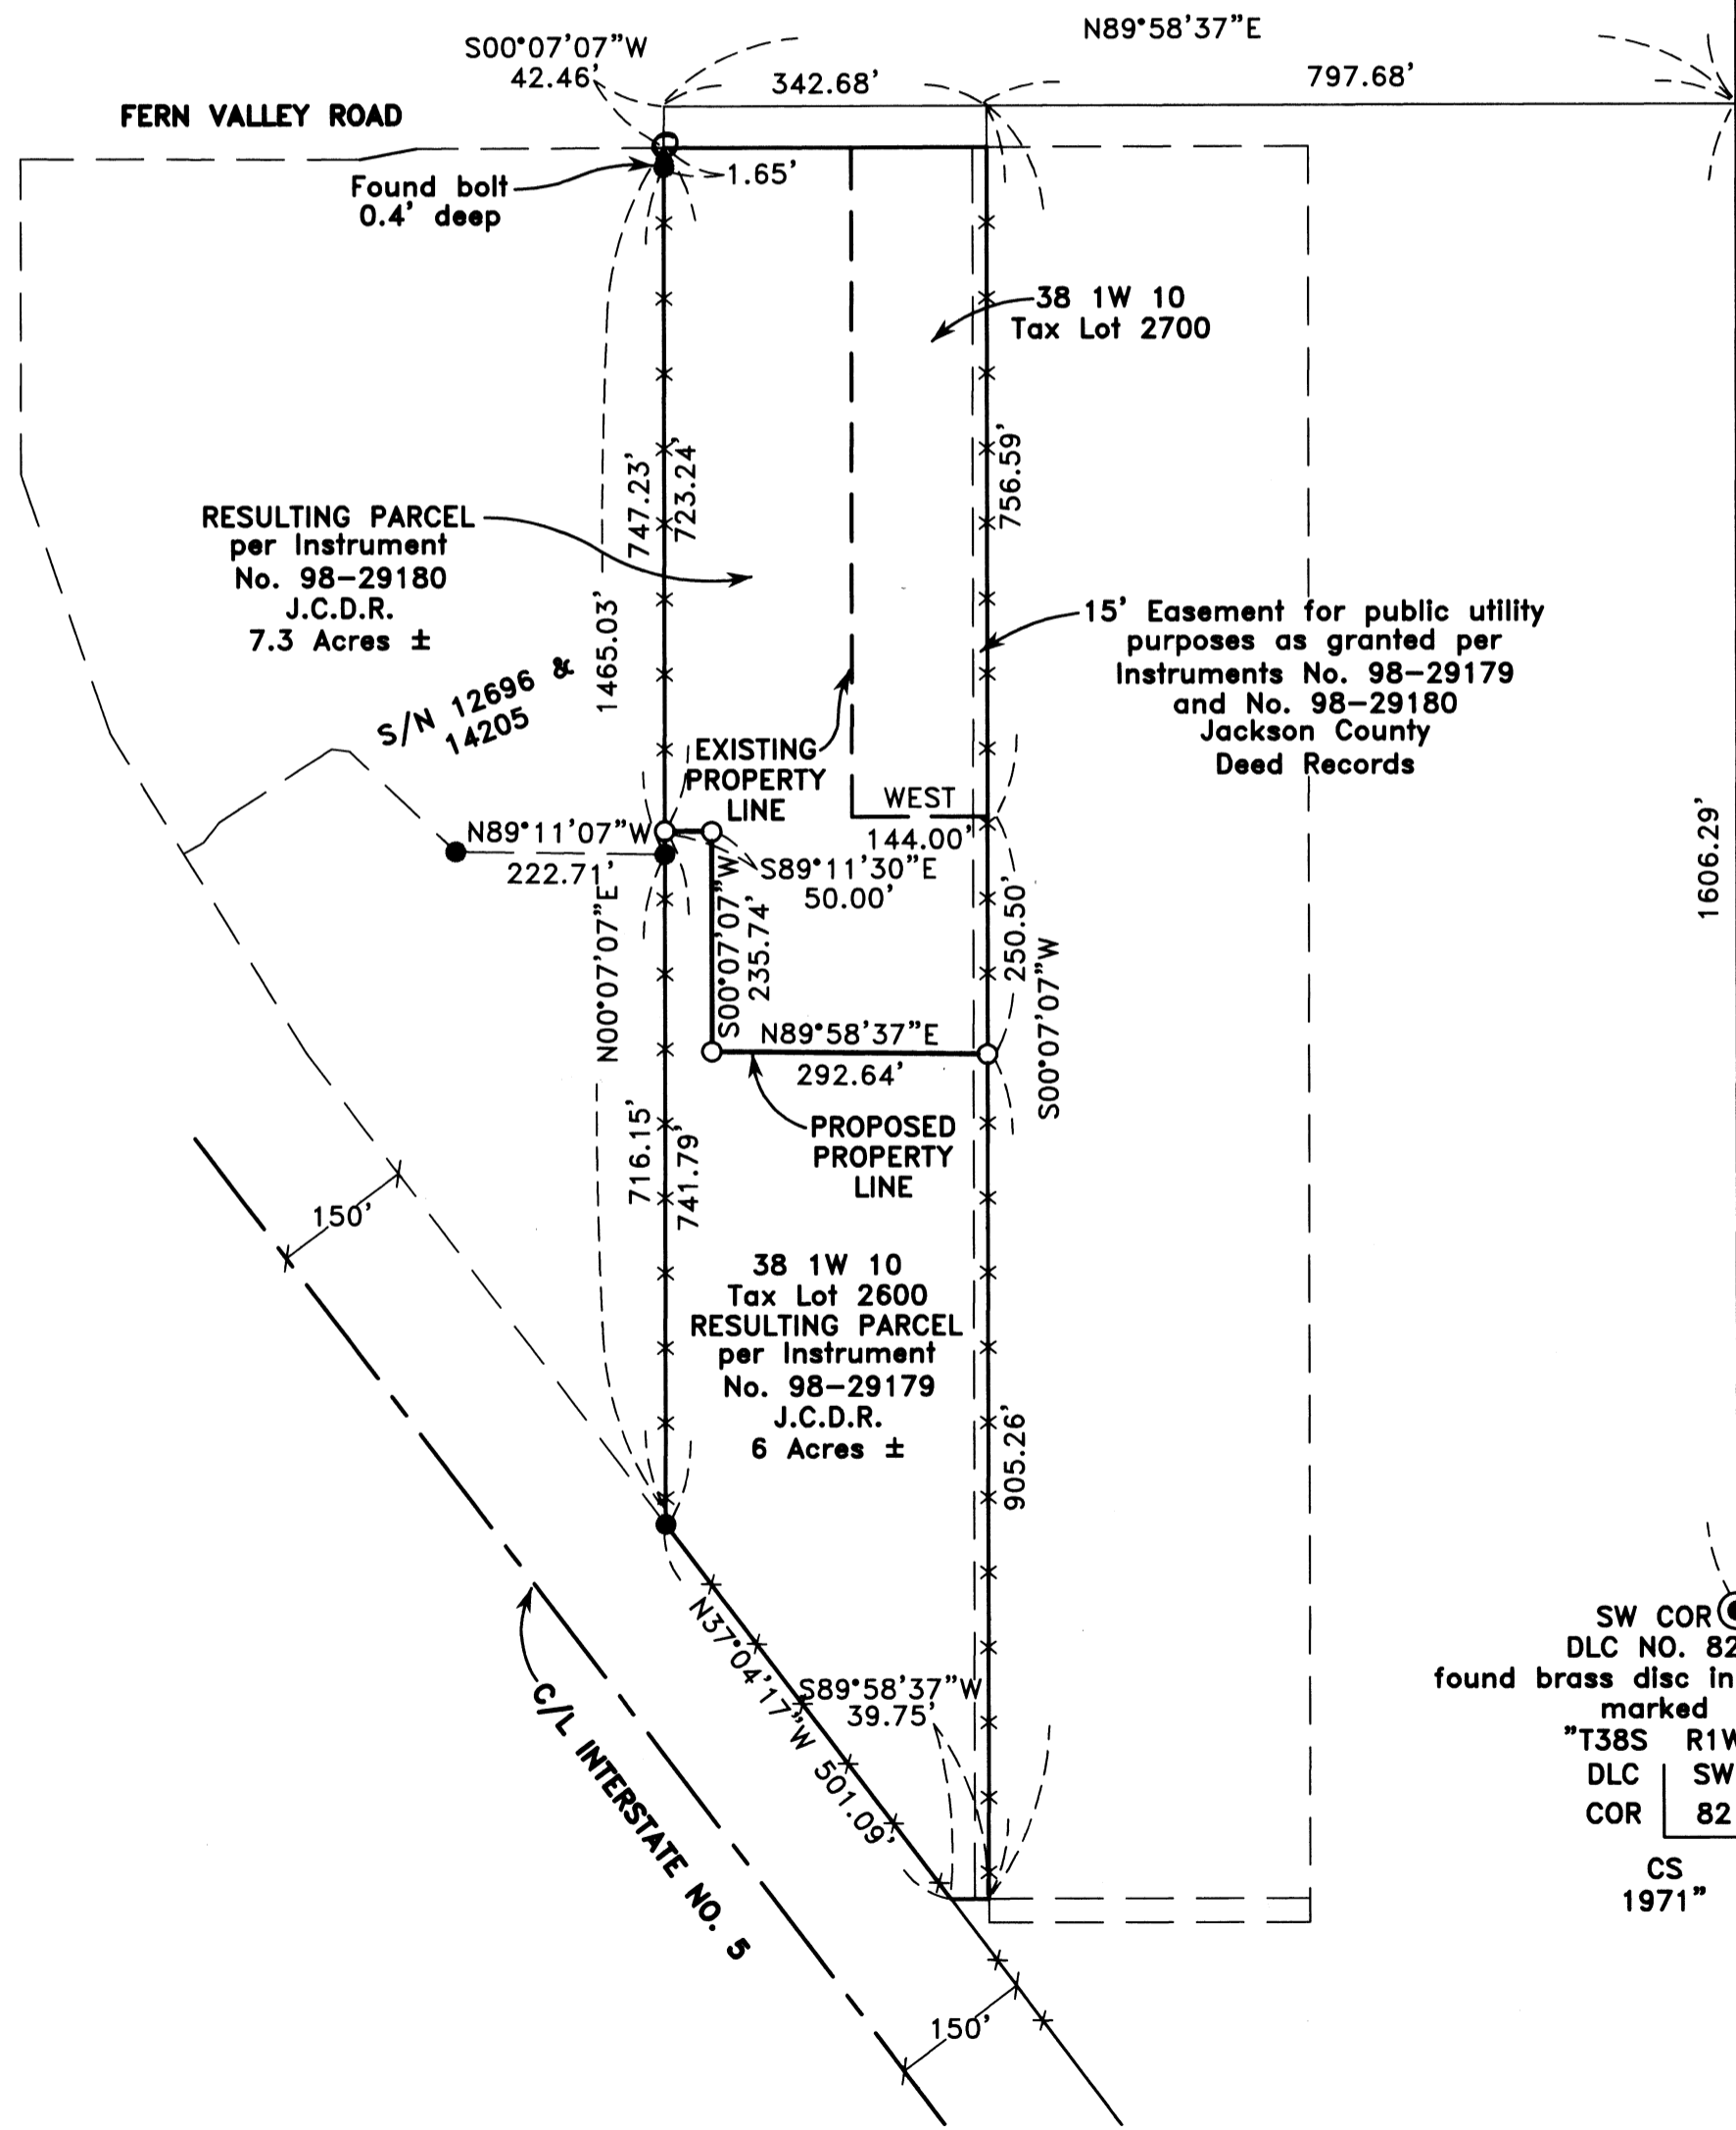 N89°58'37"E
S00°07'07"W
42.46'
342.68'
797.68'
FERN VALLEY ROAD
1.65'
Found bolt
0.4' deep
38 1W 10
Tax Lot 2700
747.23'
723.24'
756.59'
RESULTING PARCEL
per Instrument
No. 98-29180
J.C.D.R.
7.3 Acres ±
1465.03'
15' Easement for public utility
purposes as granted per
Instruments No. 98-29179
and No. 98-29180
Jackson County
Deed Records
S/N 12696 &
14205
EXISTING
PROPERTY
LINE
WEST
144.00'
1606.29'
N89°11'07"W
222.71'
S89°11'30"E
50.00'
N00°07'07"E
S00°07'07"W
235.74'
250.50'
S00°07'07"W
N89°58'37"E
292.64'
PROPOSED
PROPERTY
LINE
716.15'
741.79'
150'
38 1W 10
Tax Lot 2600
RESULTING PARCEL
per Instrument
No. 98-29179
J.C.D.R.
6 Acres ±
905.26'
N37°04'17"W 501.09'
S89°58'37"W
39.75'
C/L INTERSTATE NO. 5
150'
SW COR
DLC NO. 82
found brass disc in
marked
"T38S R1W
DLC SW
COR 82
CS
1971"